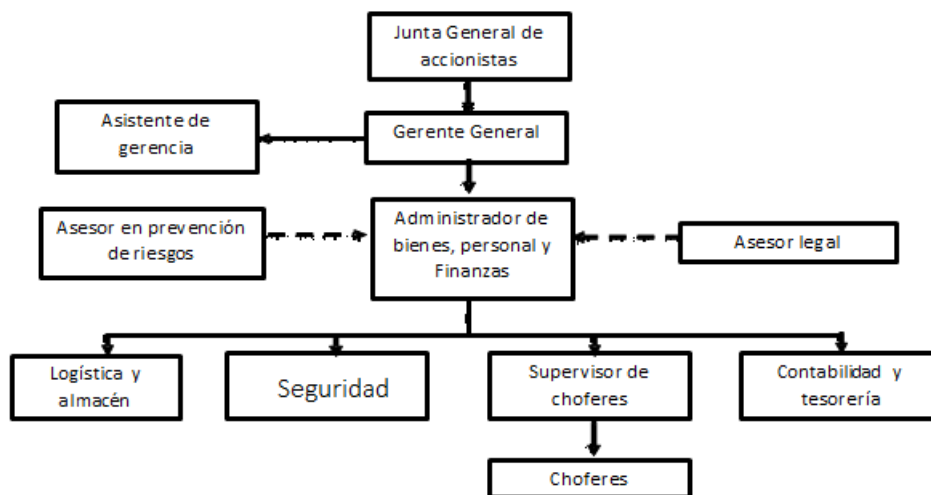 Junta General de
accionistas
Asistente de
gerencia
Gerente General
Asesor en prevención
de riesgos
Administrador de
bienes, personal y
Finanzas
Asesor legal
Logística y
almacén
Seguridad
Supervisor de
choferes
Contabilidad y
tesorería
Choferes